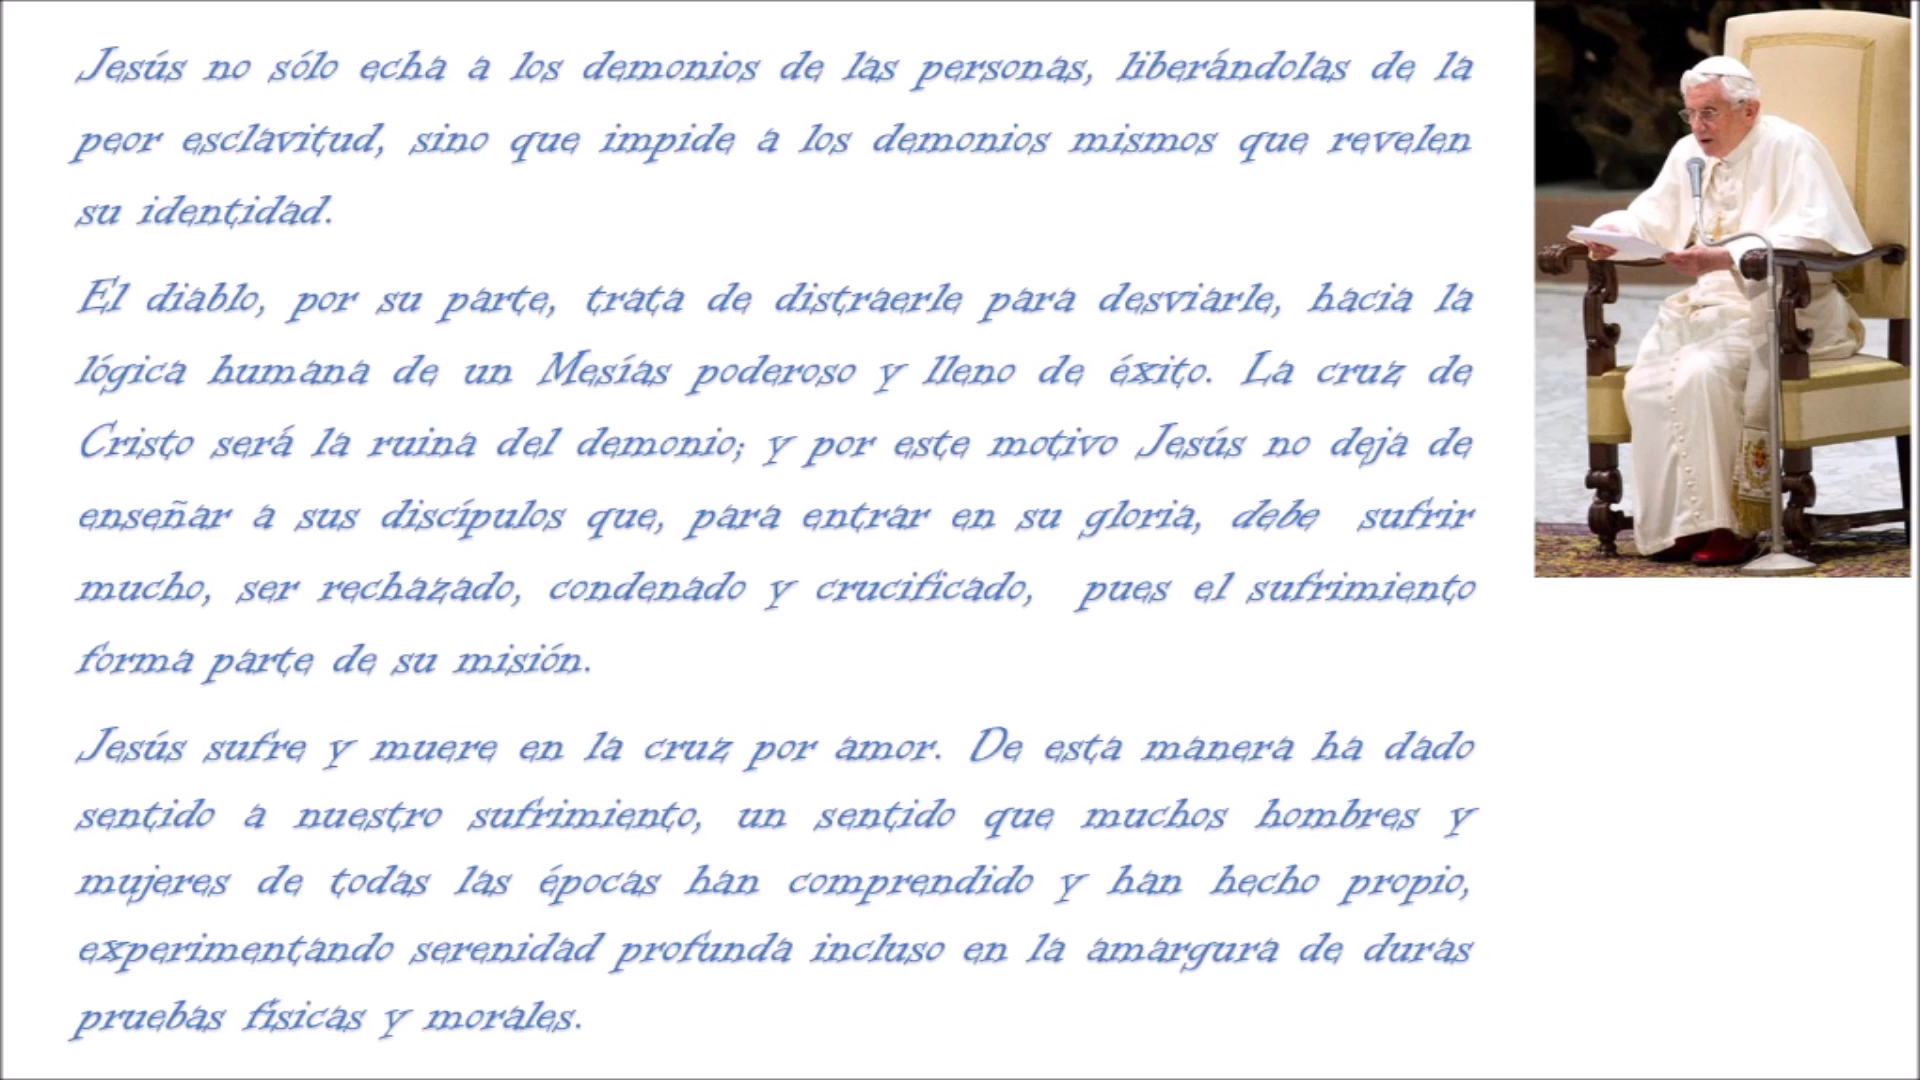 Jesús no sólo echa a los demonios de las personas, liberándolas de la
peor esclavitud, sino que impide a los demonios mismos que revelen
su identidad.
El diablo, por su parte, trata de distraerle para desviarle, hacia la
lógica humana de un Mesías poderoso y lleno de éxito. La cruz de
Cristo será la ruina del demonio; y por este motivo Jesús no deja de
enseñar a sus discípulos que, para entrar en su gloria, debe sufrir
mucho, ser rechazado, condenado y crucificado, pues el sufrimiento
forma parte de su misión.
Jesús sufre y muere en la cruz por amor. De esta manera ha dado
sentido a nuestro sufrimiento, un sentido que muchos hombres y
mujeres de todas las épocas han comprendido y han hecho propio,
experimentando serenidad profunda incluso en la amargura de duras
pruebas físicas y morales.